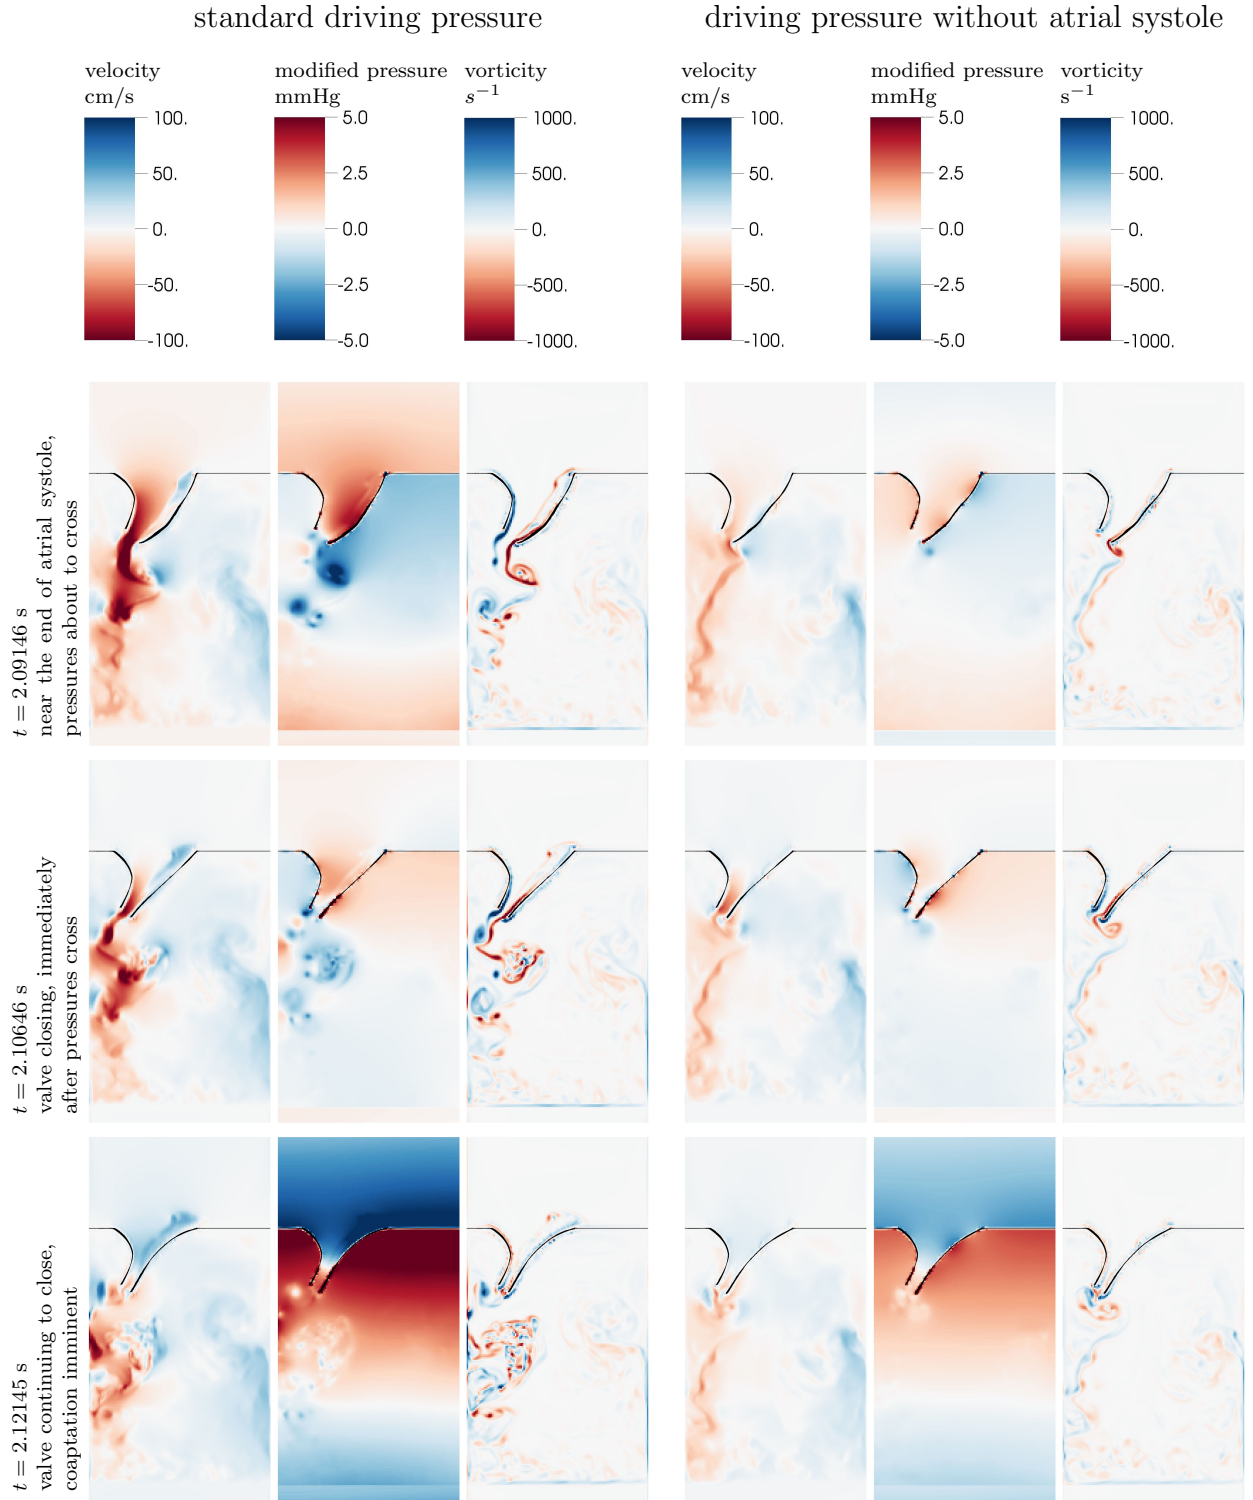 standard driving pressure
driving pressure without atrial systole
velocity
cm/s
100.
50.
0.
-50.
-100.
modified pressure
mmHg
5.0
2.5
0.0
-2.5
-5.0
vorticity
s⁻¹
1000.
500.
0.
-500.
-1000.
velocity
cm/s
100.
50.
0.
-50.
-100.
modified pressure
mmHg
5.0
2.5
0.0
-2.5
-5.0
vorticity
s⁻¹
1000.
500.
0.
-500.
-1000.
t = 2.09146 s
near the end of atrial systole,
pressures about to cross
t = 2.10646 s
valve closing, immediately
after pressures cross
t = 2.12145 s
valve continuing to close,
coaptation imminent